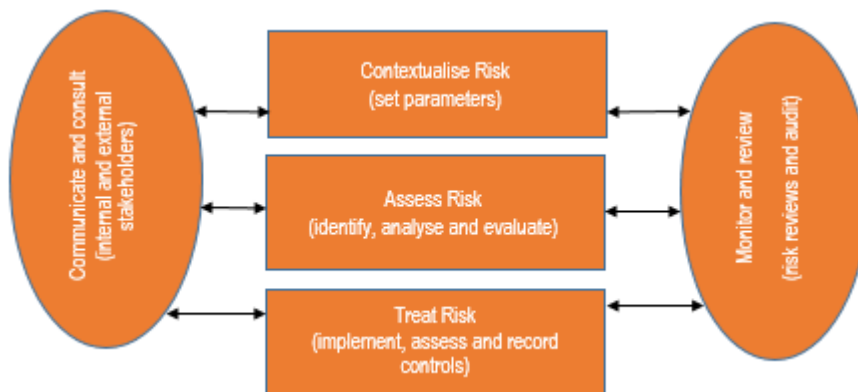 Communicate and consult
(internal and external
stakeholders)
Contextualise Risk
(set parameters)
Assess Risk
(identify, analyse and evaluate)
Treat Risk
(implement, assess and record
controls)
Monitor and review
(risk reviews and audit)